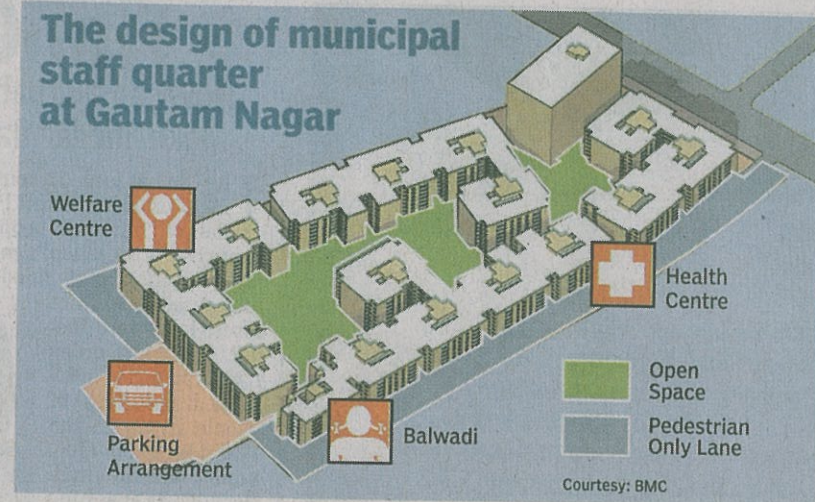 The design of municipal
staff quarter
at Gautam Nagar
Welfare
Centre
Health
Centre
Open
Space
Pedestrian
Only Lane
Parking
Arrangement
Balwadi
Courtesy: BMC